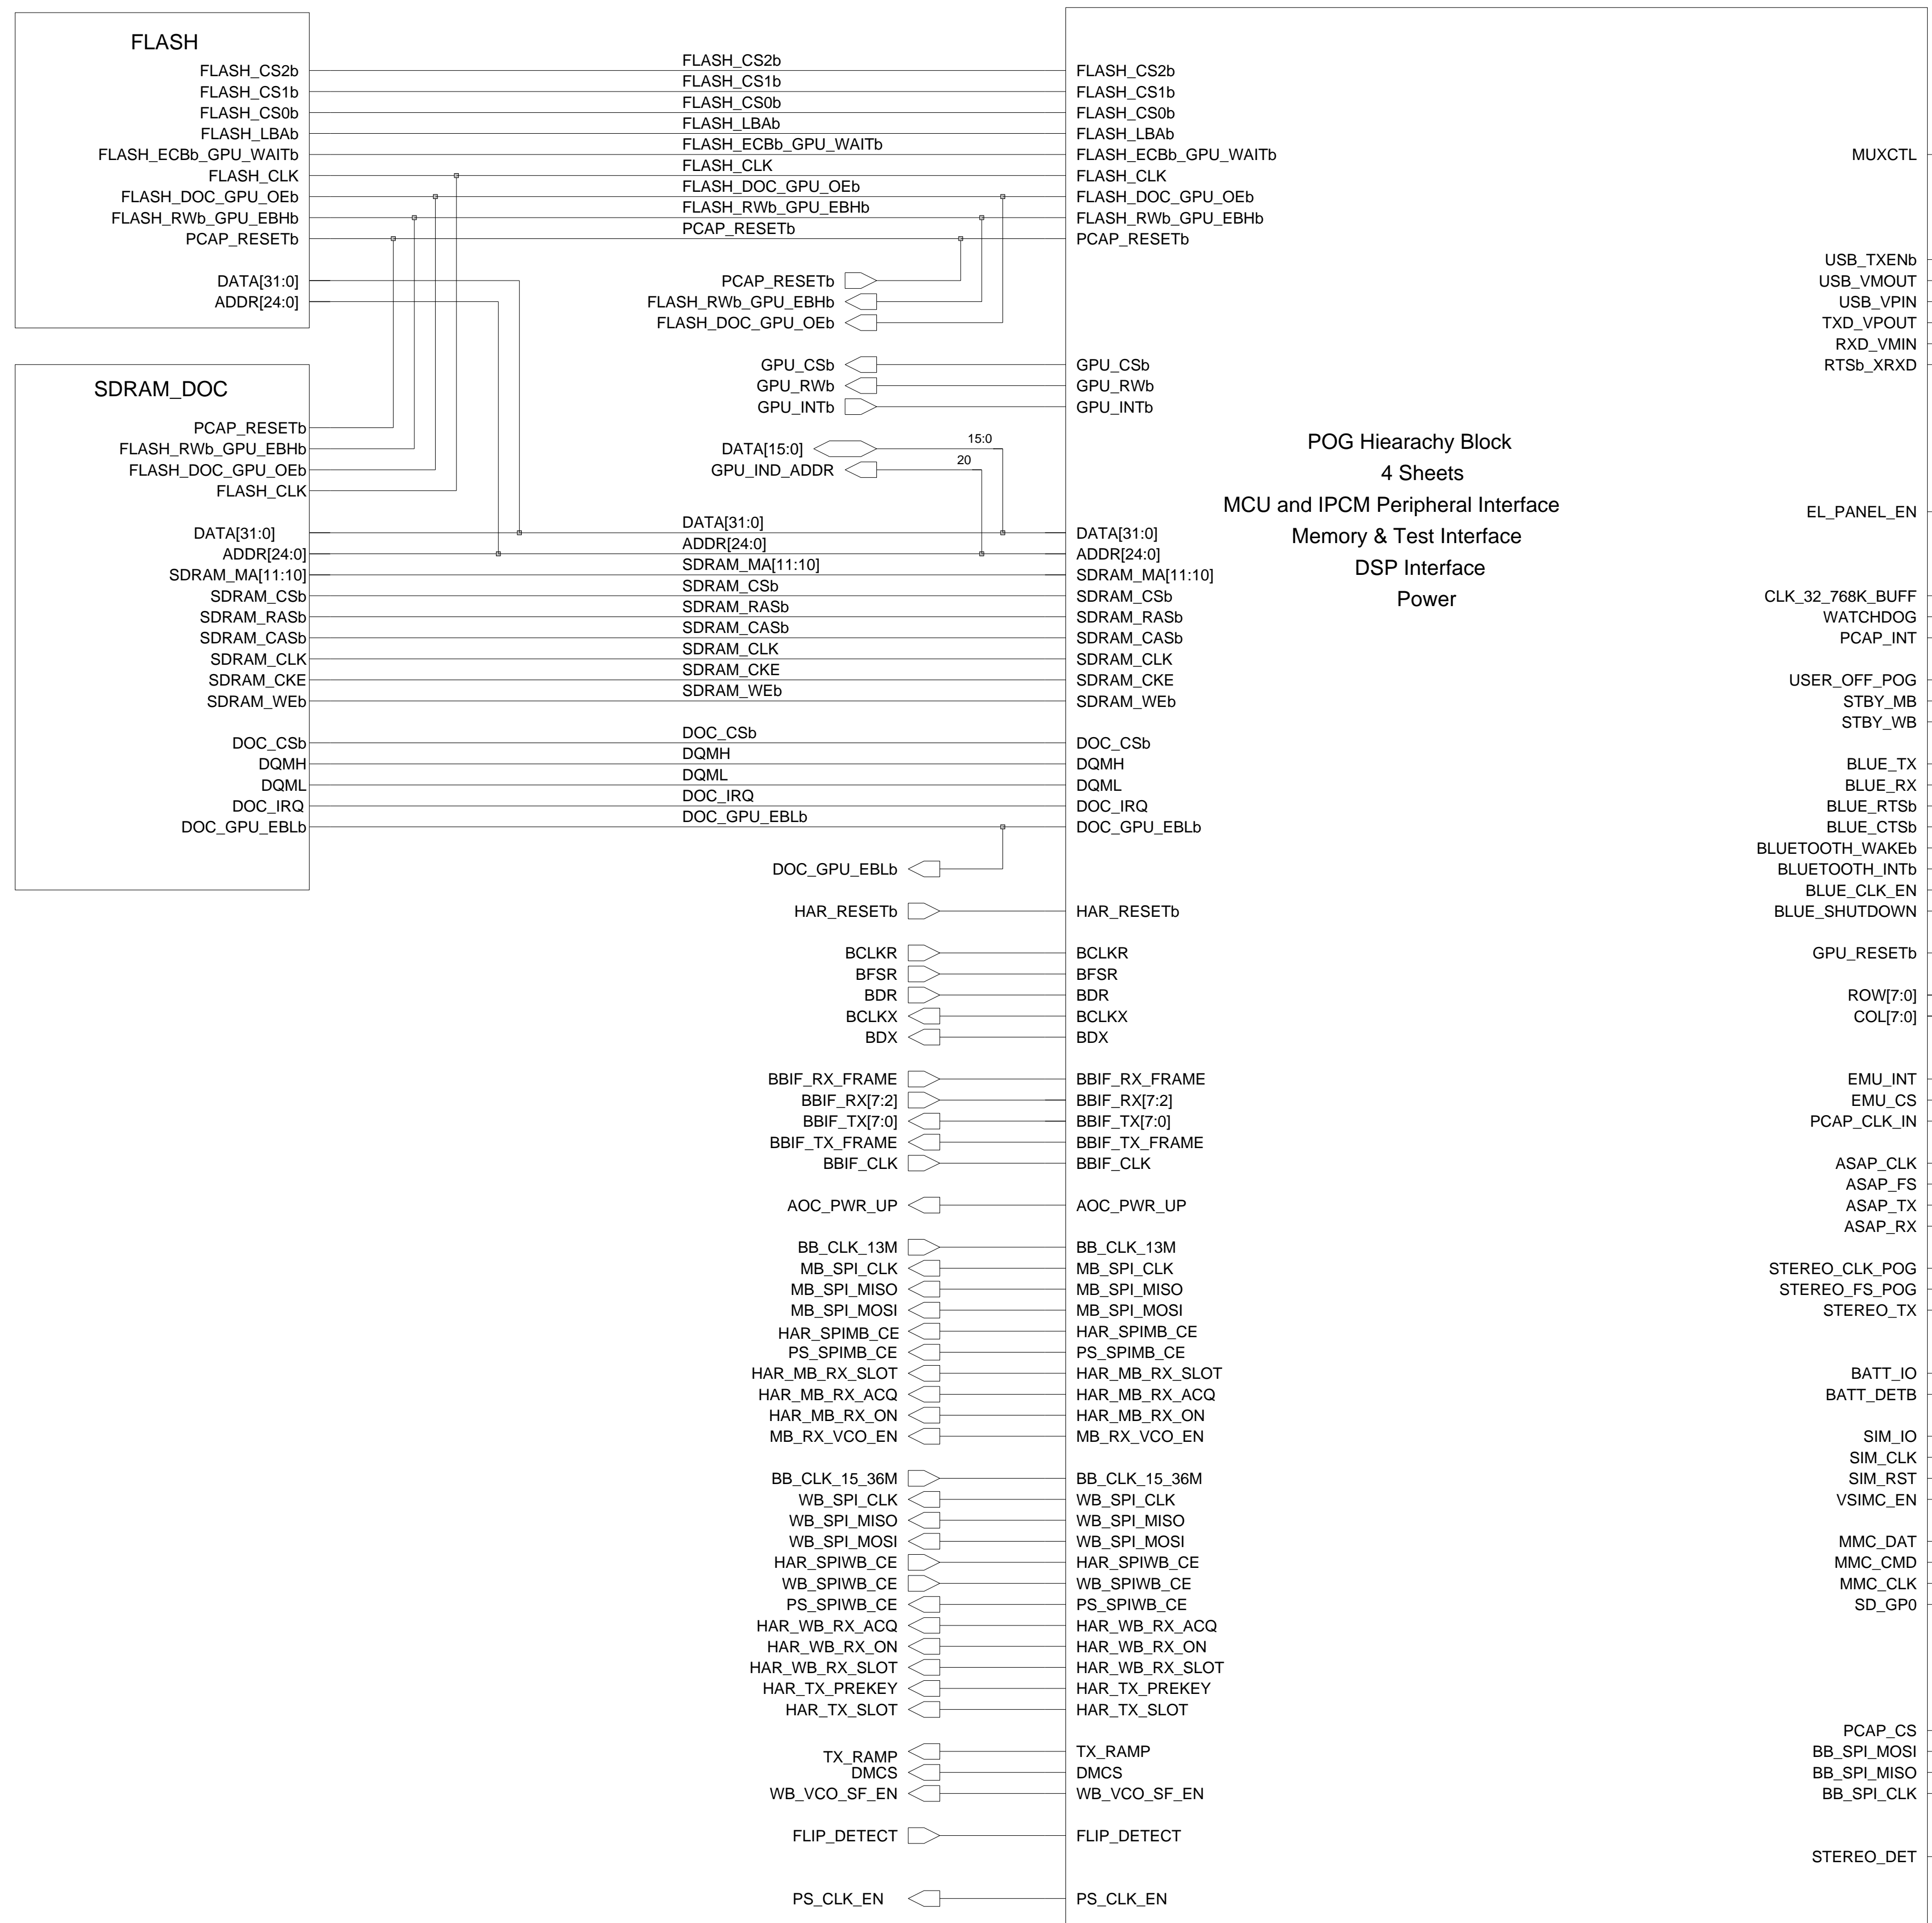 FLASH
FLASH_CS2b
FLASH_CS1b
FLASH_CS0b
FLASH_LBAb
FLASH_ECBb_GPU_WAITb
FLASH_CLK
FLASH_DOC_GPU_OEb
FLASH_RWb_GPU_EBHb
PCAP_RESETb
DATA[31:0]
ADDR[24:0]
SDRAM_DOC
PCAP_RESETb
FLASH_RWb_GPU_EBHb
FLASH_DOC_GPU_OEb
FLASH_CLK
DATA[31:0]
ADDR[24:0]
SDRAM_MA[11:10]
SDRAM_CSb
SDRAM_RASb
SDRAM_CASb
SDRAM_CLK
SDRAM_CKE
SDRAM_WEb
DOC_CSb
DQMH
DQML
DOC_IRQ
DOC_GPU_EBLb
FLASH_CS2b
FLASH_CS1b
FLASH_CS0b
FLASH_LBAb
FLASH_ECBb_GPU_WAITb
FLASH_CLK
FLASH_DOC_GPU_OEb
FLASH_RWb_GPU_EBHb
PCAP_RESETb
PCAP_RESETb
FLASH_RWb_GPU_EBHb
FLASH_DOC_GPU_OEb
GPU_CSb
GPU_RWb
GPU_INTb
DATA[15:0]
15:0
GPU_IND_ADDR
20
DATA[31:0]
ADDR[24:0]
SDRAM_MA[11:10]
SDRAM_CSb
SDRAM_RASb
SDRAM_CASb
SDRAM_CLK
SDRAM_CKE
SDRAM_WEb
DOC_CSb
DQMH
DQML
DOC_IRQ
DOC_GPU_EBLb
DOC_GPU_EBLb
HAR_RESETb
BCLKR
BFSR
BDR
BCLKX
BDX
BBIF_RX_FRAME
BBIF_RX[7:2]
BBIF_TX[7:0]
BBIF_TX_FRAME
BBIF_CLK
AOC_PWR_UP
BB_CLK_13M
MB_SPI_CLK
MB_SPI_MISO
MB_SPI_MOSI
HAR_SPIMB_CE
PS_SPIMB_CE
HAR_MB_RX_SLOT
HAR_MB_RX_ACQ
HAR_MB_RX_ON
MB_RX_VCO_EN
BB_CLK_15_36M
WB_SPI_CLK
WB_SPI_MISO
WB_SPI_MOSI
HAR_SPIWB_CE
WB_SPIWB_CE
PS_SPIWB_CE
HAR_WB_RX_ACQ
HAR_WB_RX_ON
HAR_WB_RX_SLOT
HAR_TX_PREKEY
HAR_TX_SLOT
TX_RAMP
DMCS
WB_VCO_SF_EN
FLIP_DETECT
PS_CLK_EN
FLASH_CS2b
FLASH_CS1b
FLASH_CS0b
FLASH_LBAb
FLASH_ECBb_GPU_WAITb
FLASH_CLK
FLASH_DOC_GPU_OEb
FLASH_RWb_GPU_EBHb
PCAP_RESETb
GPU_CSb
GPU_RWb
GPU_INTb
DATA[31:0]
ADDR[24:0]
SDRAM_MA[11:10]
SDRAM_CSb
SDRAM_RASb
SDRAM_CASb
SDRAM_CLK
SDRAM_CKE
SDRAM_WEb
DOC_CSb
DQMH
DQML
DOC_IRQ
DOC_GPU_EBLb
HAR_RESETb
BCLKR
BFSR
BDR
BCLKX
BDX
BBIF_RX_FRAME
BBIF_RX[7:2]
BBIF_TX[7:0]
BBIF_TX_FRAME
BBIF_CLK
AOC_PWR_UP
BB_CLK_13M
MB_SPI_CLK
MB_SPI_MISO
MB_SPI_MOSI
HAR_SPIMB_CE
PS_SPIMB_CE
HAR_MB_RX_SLOT
HAR_MB_RX_ACQ
HAR_MB_RX_ON
MB_RX_VCO_EN
BB_CLK_15_36M
WB_SPI_CLK
WB_SPI_MISO
WB_SPI_MOSI
HAR_SPIWB_CE
WB_SPIWB_CE
PS_SPIWB_CE
HAR_WB_RX_ACQ
HAR_WB_RX_ON
HAR_WB_RX_SLOT
HAR_TX_PREKEY
HAR_TX_SLOT
TX_RAMP
DMCS
WB_VCO_SF_EN
FLIP_DETECT
PS_CLK_EN
POG Hiearachy Block
4 Sheets
MCU and IPCM Peripheral Interface
Memory & Test Interface
DSP Interface
Power
MUXCTL
USB_TXENb
USB_VMOUT
USB_VPIN
TXD_VPOUT
RXD_VMIN
RTSb_XRXD
EL_PANEL_EN
CLK_32_768K_BUFF
WATCHDOG
PCAP_INT
USER_OFF_POG
STBY_MB
STBY_WB
BLUE_TX
BLUE_RX
BLUE_RTSb
BLUE_CTSb
BLUETOOTH_WAKEb
BLUETOOTH_INTb
BLUE_CLK_EN
BLUE_SHUTDOWN
GPU_RESETb
ROW[7:0]
COL[7:0]
EMU_INT
EMU_CS
PCAP_CLK_IN
ASAP_CLK
ASAP_FS
ASAP_TX
ASAP_RX
STEREO_CLK_POG
STEREO_FS_POG
STEREO_TX
BATT_IO
BATT_DETB
SIM_IO
SIM_CLK
SIM_RST
VSIMC_EN
MMC_DAT
MMC_CMD
MMC_CLK
SD_GP0
PCAP_CS
BB_SPI_MOSI
BB_SPI_MISO
BB_SPI_CLK
STEREO_DET